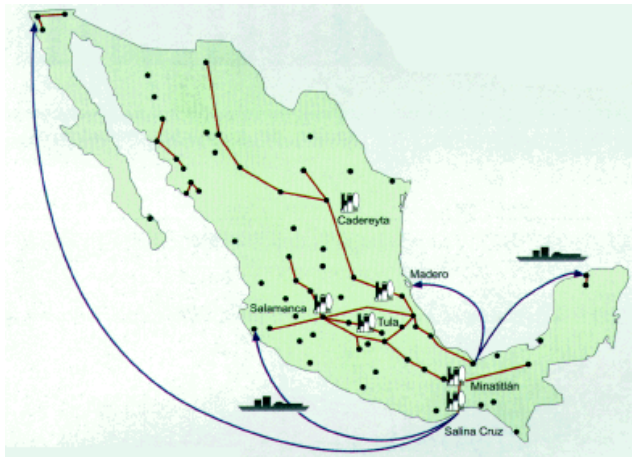 Cadereyta
Madero
Salamanca
Tula
Minatitlán
Salina Cruz